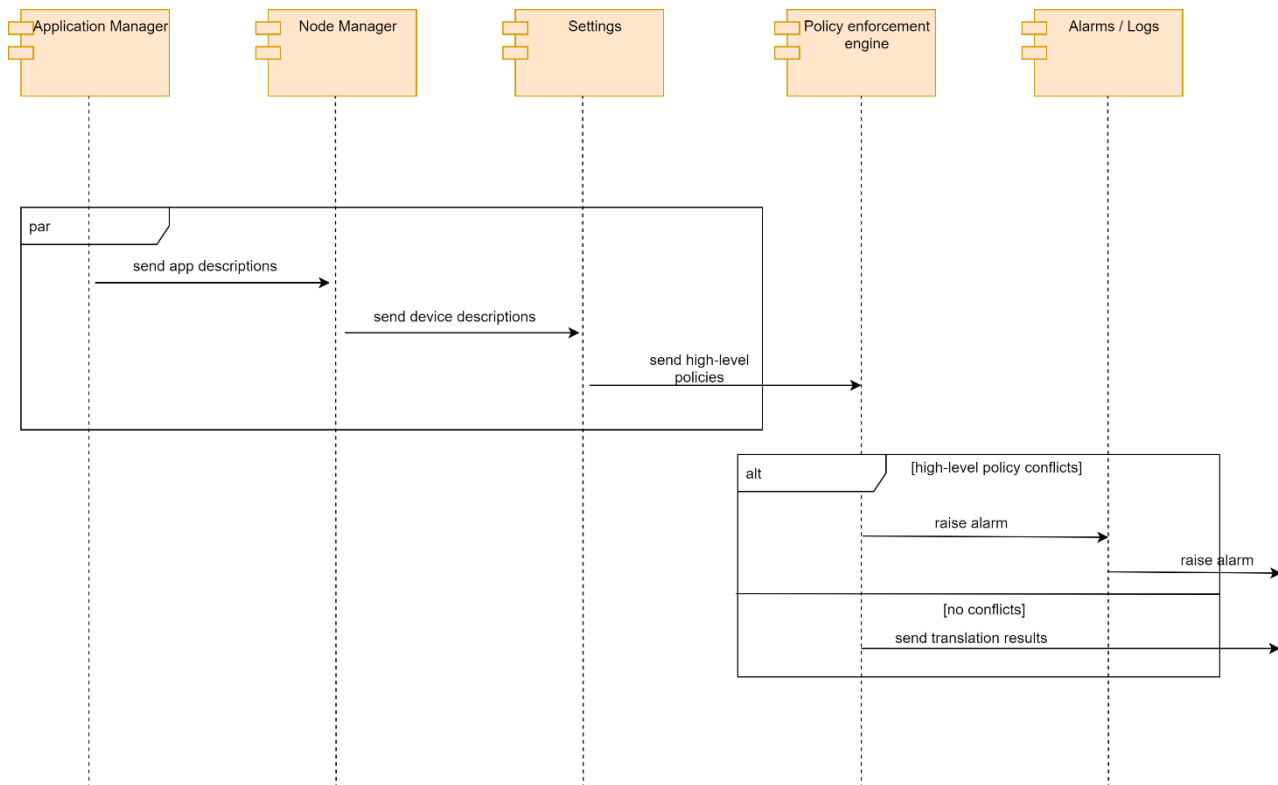 Application Manager
Node Manager
Settings
Policy enforcement
engine
Alarms / Logs
par
send app descriptions
send device descriptions
send high-level
policies
alt
[high-level policy conflicts]
raise alarm
raise alarm
[no conflicts]
send translation results